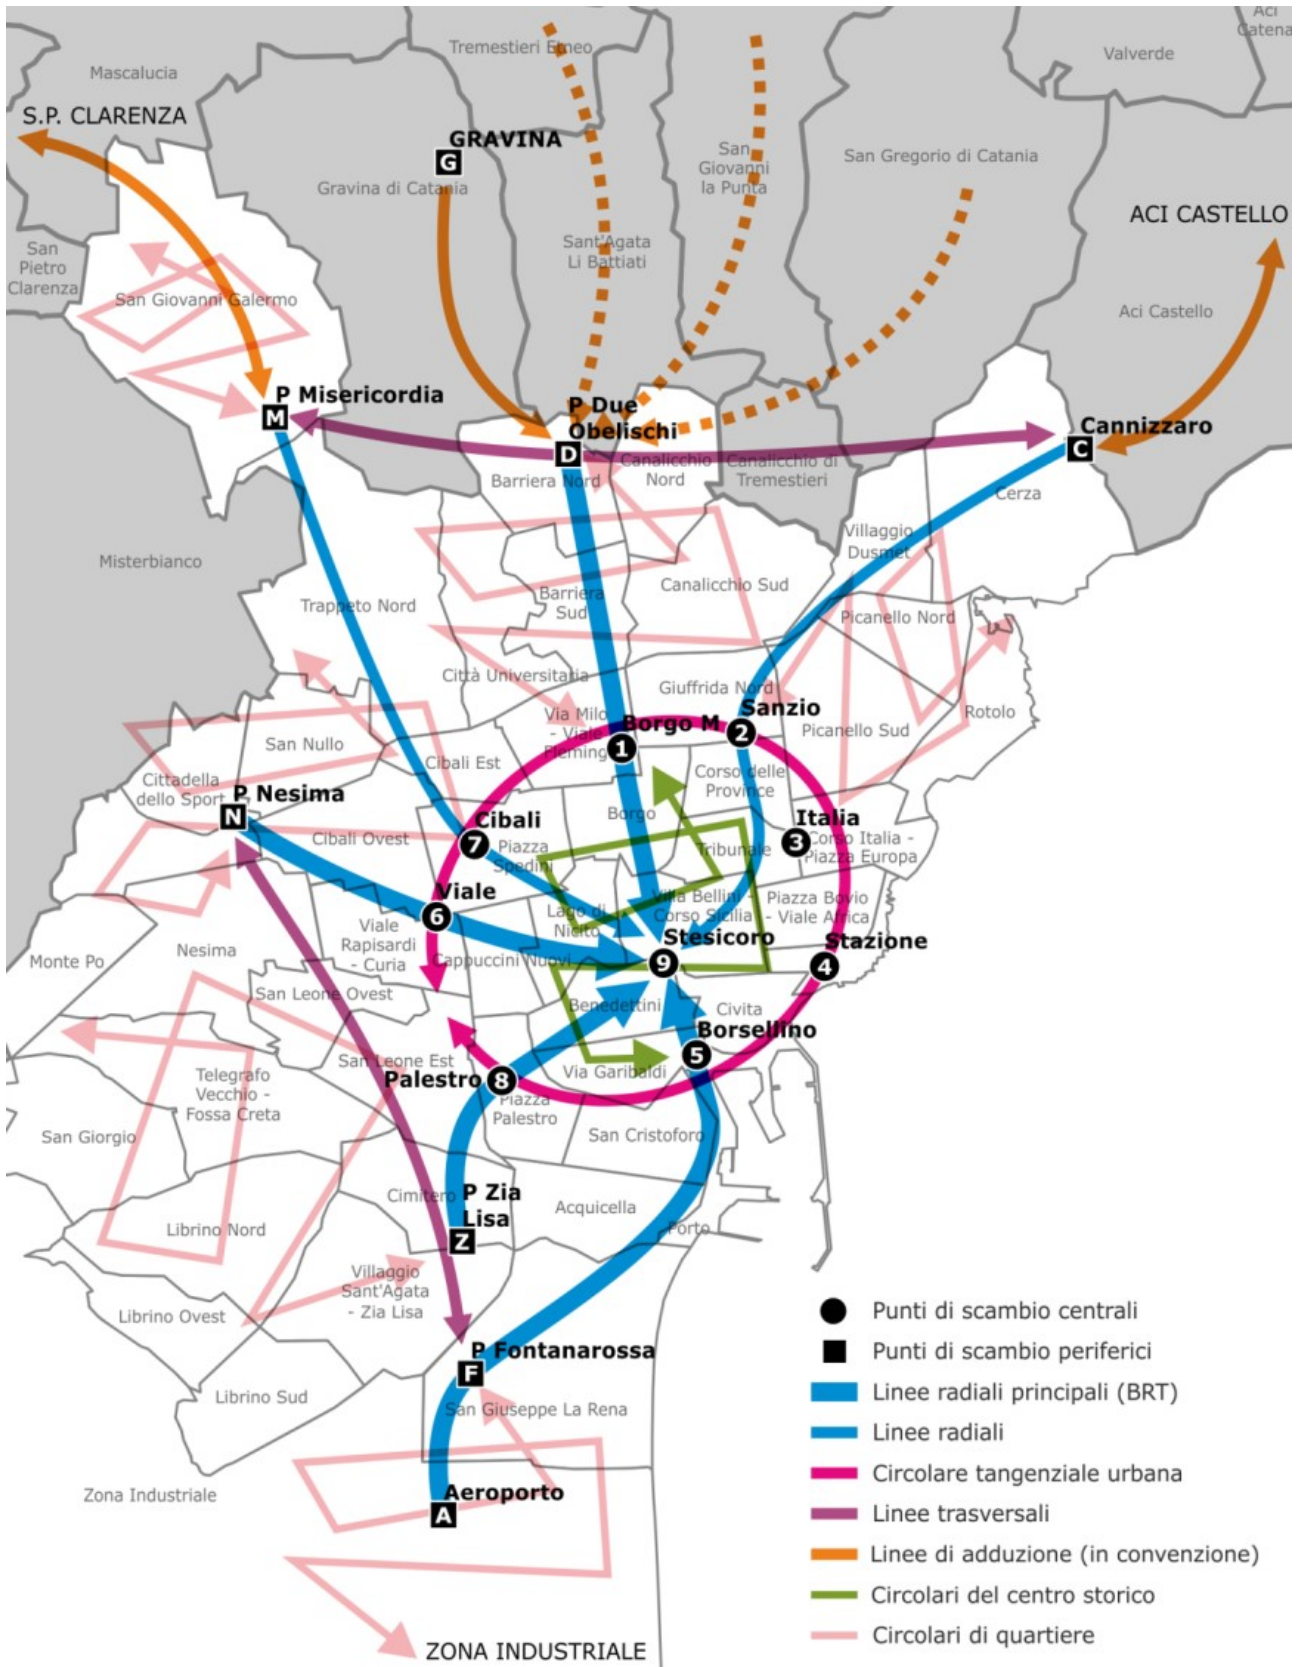 Aci
Catena
Tremestieri Etneo
Valverde
Mascalucia
S.P. CLARENZA
GRAVINA
G
San
Giovanni
la Punta
San Gregorio di Catania
Gravina di Catania
ACI CASTELLO
San
Pietro
Clarenza
Sant'Agata
Li Battiati
San Giovanni Galermo
Aci Castello
P Misericordia
M
P Due
Obelischi
D
Cannizzaro
C
Barriera Nord
Canalicchio
Nord
Canalicchio di
Tremestieri
Cerza
Villaggio
Dusmet
Misterbianco
Barriera
Sud
Canalicchio Sud
Trappeto Nord
Picanello Nord
Città Universitaria
Giuffrida Nord
Sanzio
2
Rotolo
Via Milo
- Viale
Fleming
Borgo M
1
Picanello Sud
San Nullo
Cibali Est
Cittadella
dello Sport
P Nesima
N
Corso delle
Province
Borgo
Italia
3
Cibali
7
Cibali Ovest
Piazza
Spedini
Tribunale
Corso Italia -
Piazza Europa
Viale
6
Villa Bellini -
Corso Sicilia
Piazza Bovio
- Viale Africa
Lago di
Nicito
Viale
Rapisardi
- Curia
Stesicoro
9
Stazione
4
Nesima
Monte Po
Cappuccini Nuovi
San Leone Ovest
Benedettini
Civita
Borsellino
5
San Leone Est
Via Garibaldi
Palestro
8
Telegrafo
Vecchio -
Fossa Creta
Piazza
Palestro
San Giorgio
San Cristoforo
Cimitero
P Zia
Lisa
Z
Acquicella
Librino Nord
Porto
Villaggio
Sant'Agata
- Zia Lisa
Librino Ovest
P Fontanarossa
F
Librino Sud
San Giuseppe La Rena
Zona Industriale
Aeroporto
A
ZONA INDUSTRIALE
Punti di scambio centrali
Punti di scambio periferici
Linee radiali principali (BRT)
Linee radiali
Circolare tangenziale urbana
Linee trasversali
Linee di adduzione (in convenzione)
Circolari del centro storico
Circolari di quartiere